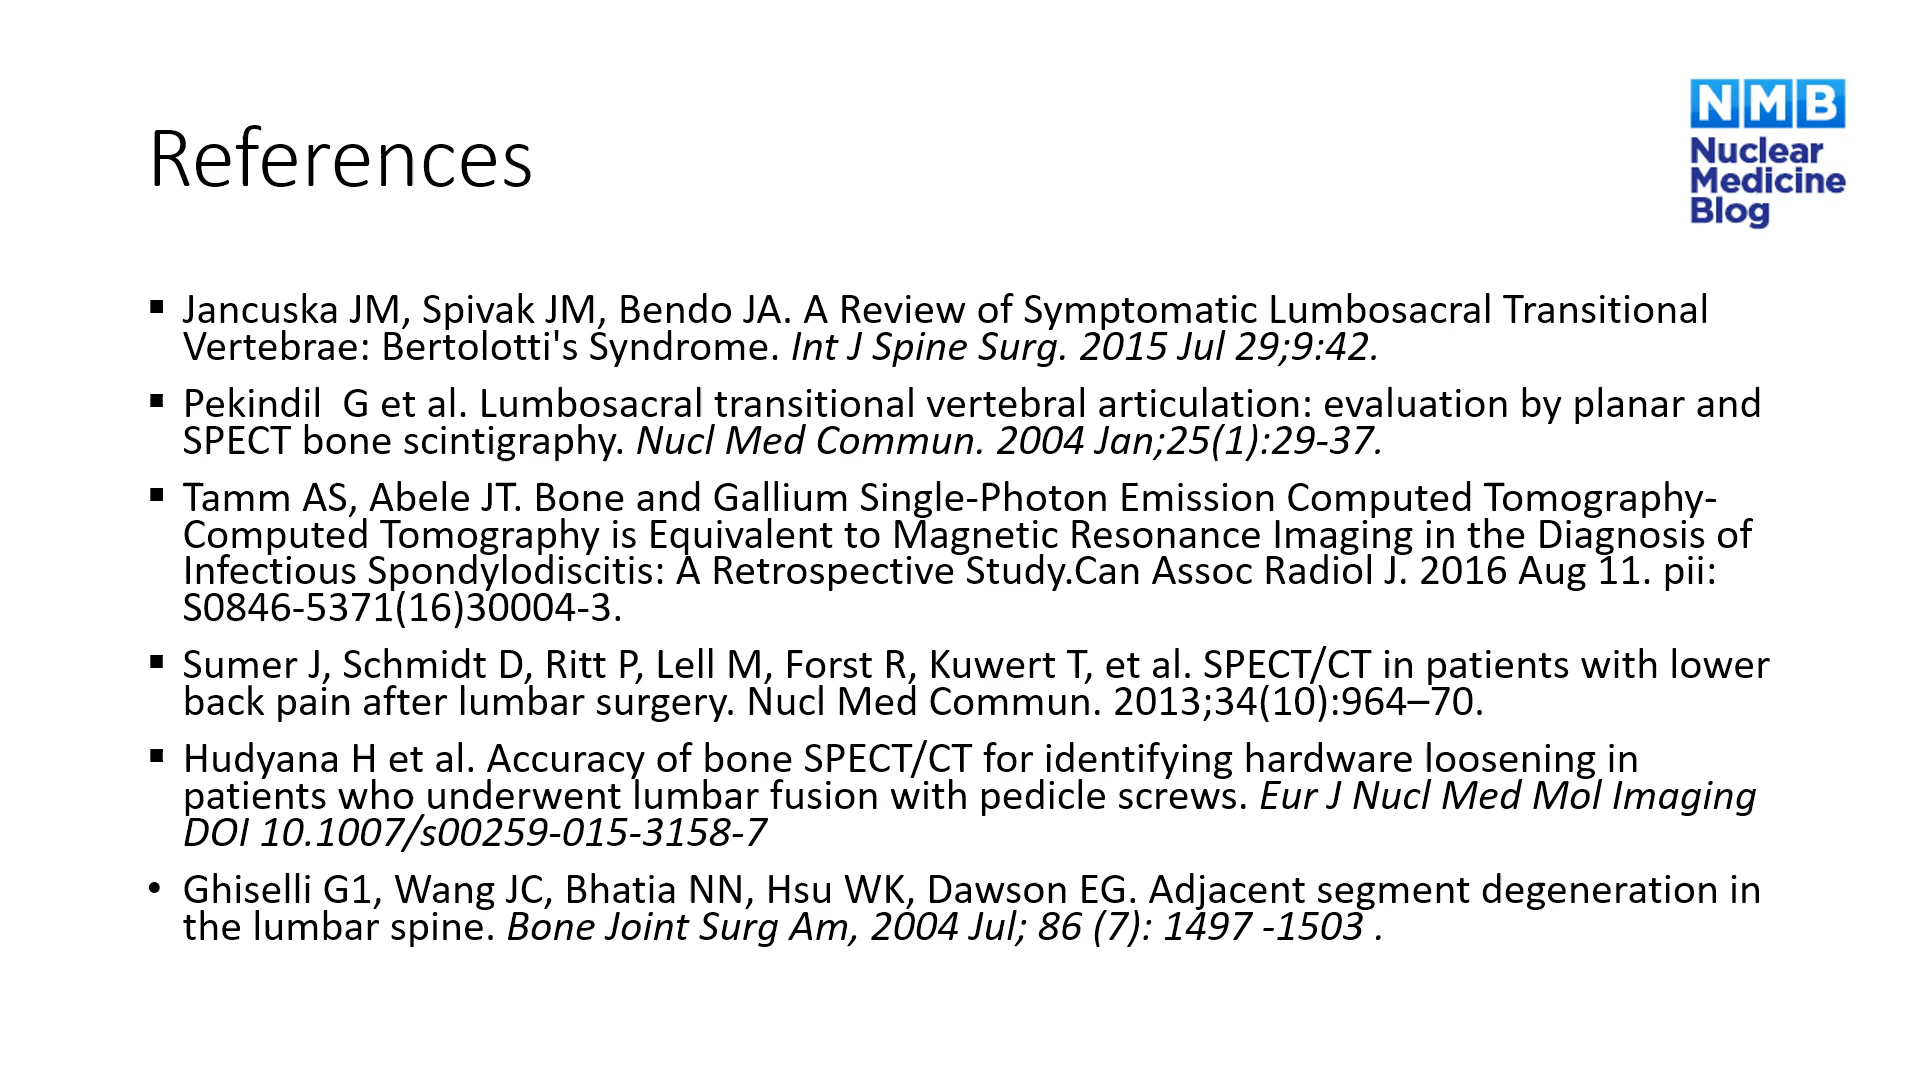 References
NMB
Nuclear
Medicine
Blog
▪ Jancuska JM, Spivak JM, Bendo JA. A Review of Symptomatic Lumbosacral Transitional
Vertebrae: Bertolotti's Syndrome. Int J Spine Surg. 2015 Jul 29;9:42.
▪ Pekindil  G et al. Lumbosacral transitional vertebral articulation: evaluation by planar and
SPECT bone scintigraphy. Nucl Med Commun. 2004 Jan;25(1):29-37.
▪ Tamm AS, Abele JT. Bone and Gallium Single-Photon Emission Computed Tomography-
Computed Tomography is Equivalent to Magnetic Resonance Imaging in the Diagnosis of
Infectious Spondylodiscitis: A Retrospective Study.Can Assoc Radiol J. 2016 Aug 11. pii:
S0846-5371(16)30004-3.
▪ Sumer J, Schmidt D, Ritt P, Lell M, Forst R, Kuwert T, et al. SPECT/CT in patients with lower
back pain after lumbar surgery. Nucl Med Commun. 2013;34(10):964–70.
▪ Hudyana H et al. Accuracy of bone SPECT/CT for identifying hardware loosening in
patients who underwent lumbar fusion with pedicle screws. Eur J Nucl Med Mol Imaging
DOI 10.1007/s00259-015-3158-7
• Ghiselli G1, Wang JC, Bhatia NN, Hsu WK, Dawson EG. Adjacent segment degeneration in
the lumbar spine. Bone Joint Surg Am, 2004 Jul; 86 (7): 1497 -1503 .